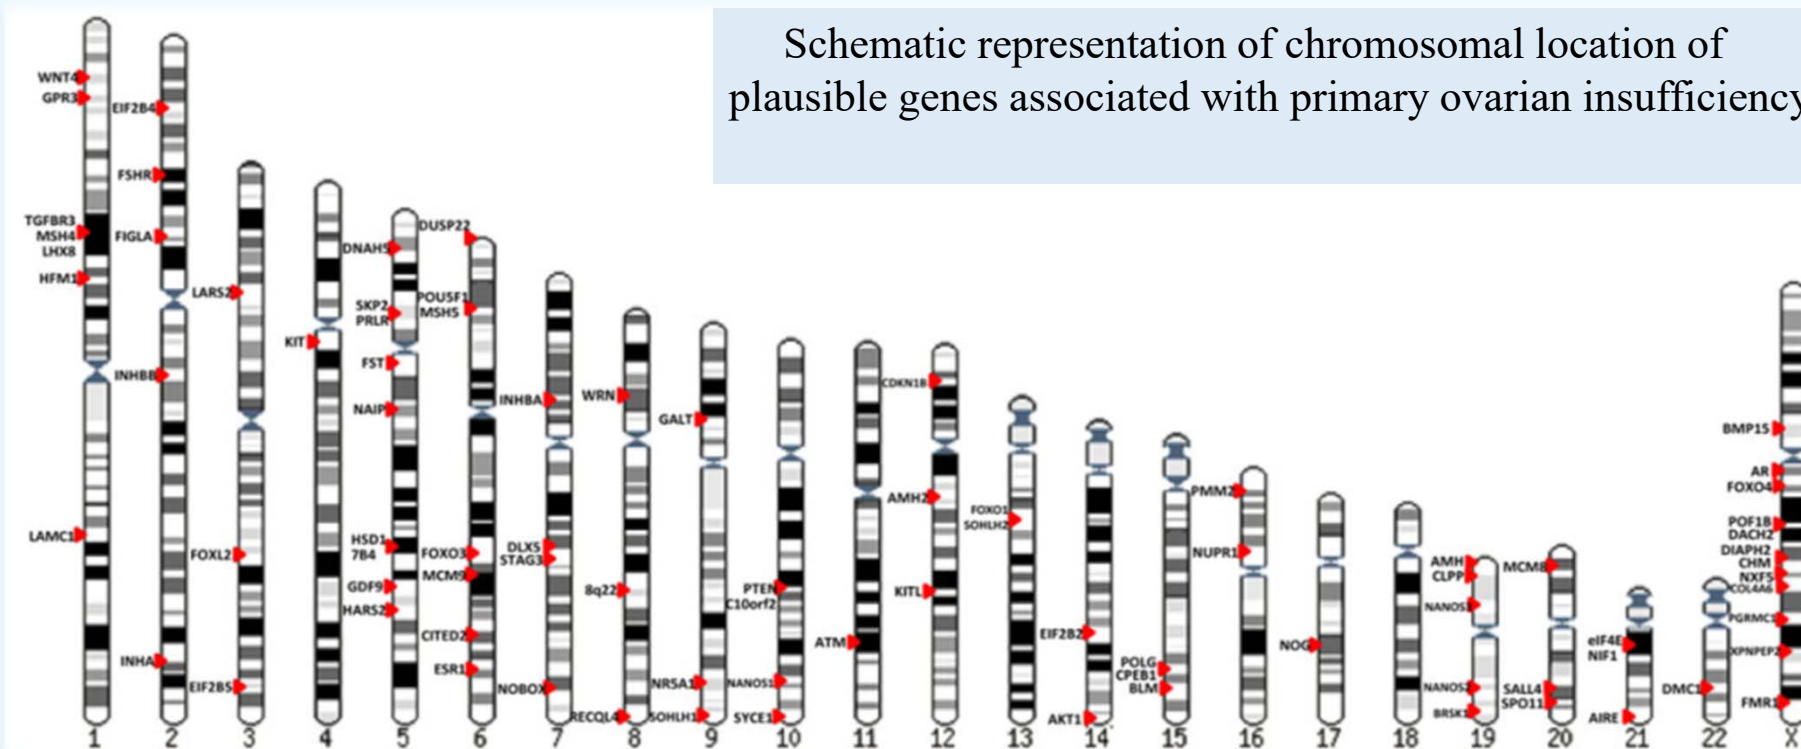 Schematic representation of chromosomal location of
plausible genes associated with primary ovarian insufficiency
WNT4
GPR3
TGFBR3
MSH4
LHX8
HFM1
LAMC1
EIF2B4
FSHR
FIGLA
INHBB
INHA
LARS2
FOXL2
EIF2B5
KIT
DNAH5
SKP2
PRLR
FST
NAIP
HSD1
7B4
GDF9
HARS2
DUSP22
POU5F1
MSH5
FOXO3
MCM9
CITED2
ESR1
INHBA
DLX5
STAG3
NOBOX
WRN
8q22
RECQL4
GALT
NR5A1
SOHLH1
PTEN
C10orf2
NANOS1
SYCE1
ATM
CDKN1B
AMH2
KITL
FOXO1
SOHLH2
EIF2B2
AKT1
POLG
CPEB1
BLM
PMM2
NUPR1
NOG
AMH
CLPP
NANOS3
NANOS2
BRSK1
MCM8
SALL4
SPO11
eIF4E
NIF1
AIRE
DMC1
BMP15
AR
FOXO4
POF1B
DACH2
DIAPH2
CHM
NXF5
COL4A6
PGRMC1
XPNPEP2
FMR1
1 2 3 4 5 6 7 8 9 10 11 12 13 14 15 16 17 18 19 20 21 22 X